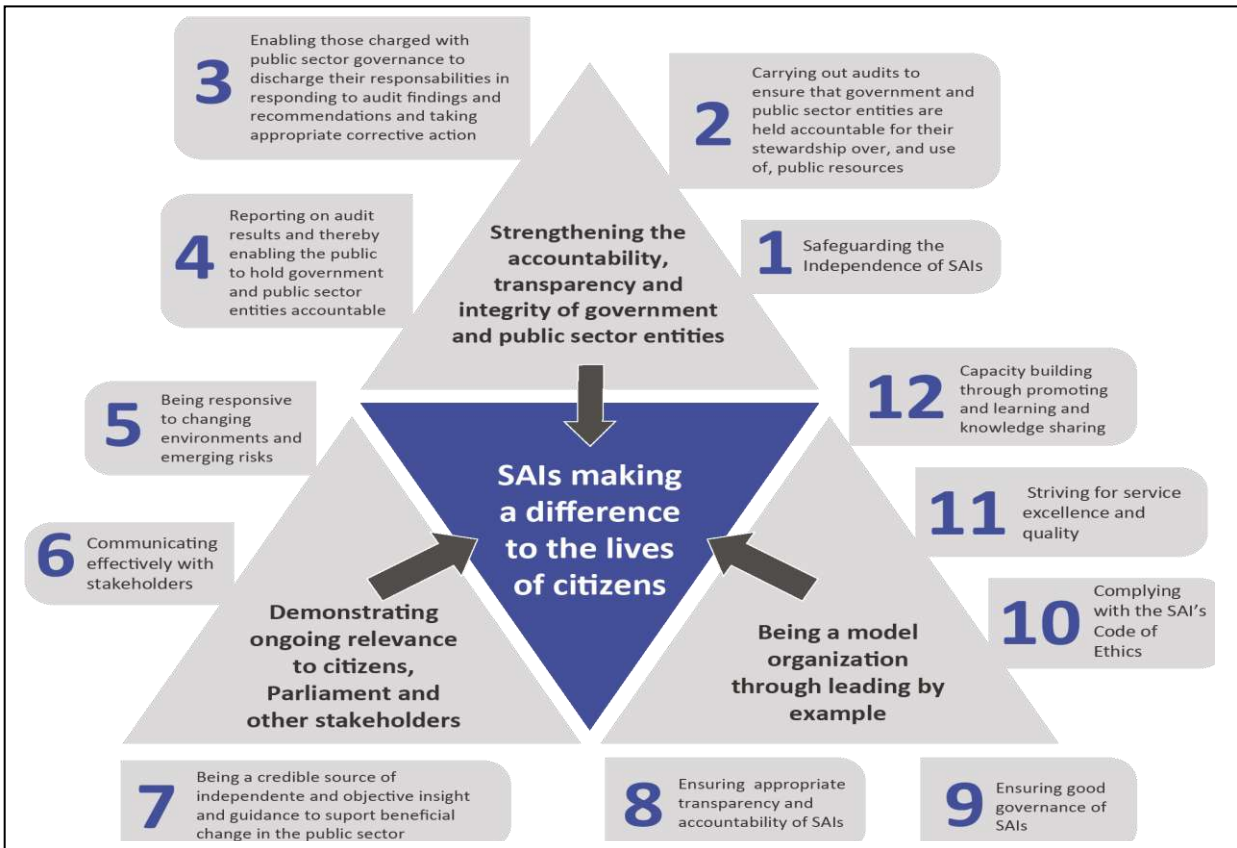 3
Enabling those charged with
public sector governance to
discharge their responsabilities in
responding to audit findings and
recommendations and taking
appropriate corrective action
2
Carrying out audits to
ensure that government and
public sector entities are
held accountable for their
stewardship over, and use
of, public resources
4
Reporting on audit
results and thereby
enabling the public
to hold government
and public sector
entities accountable
Strengthening the
accountability,
transparency and
integrity of government
and public sector entities
1
Safeguarding the
Independence of SAIs
5
Being responsive
to changing
environments and
emerging risks
12
Capacity building
through promoting
and learning and
knowledge sharing
SAIs making
a difference
to the lives
of citizens
11
Striving for service
excellence and
quality
6
Communicating
effectively with
stakeholders
Demonstrating
ongoing relevance
to citizens,
Parliament and
other stakeholders
Being a model
organization
through leading by
example
10
Complying
with the SAI's
Code of
Ethics
7
Being a credible source of
independente and objective insight
and guidance to suport beneficial
change in the public sector
8
Ensuring appropriate
transparency and
accountability of SAIs
9
Ensuring good
governance of
SAIs